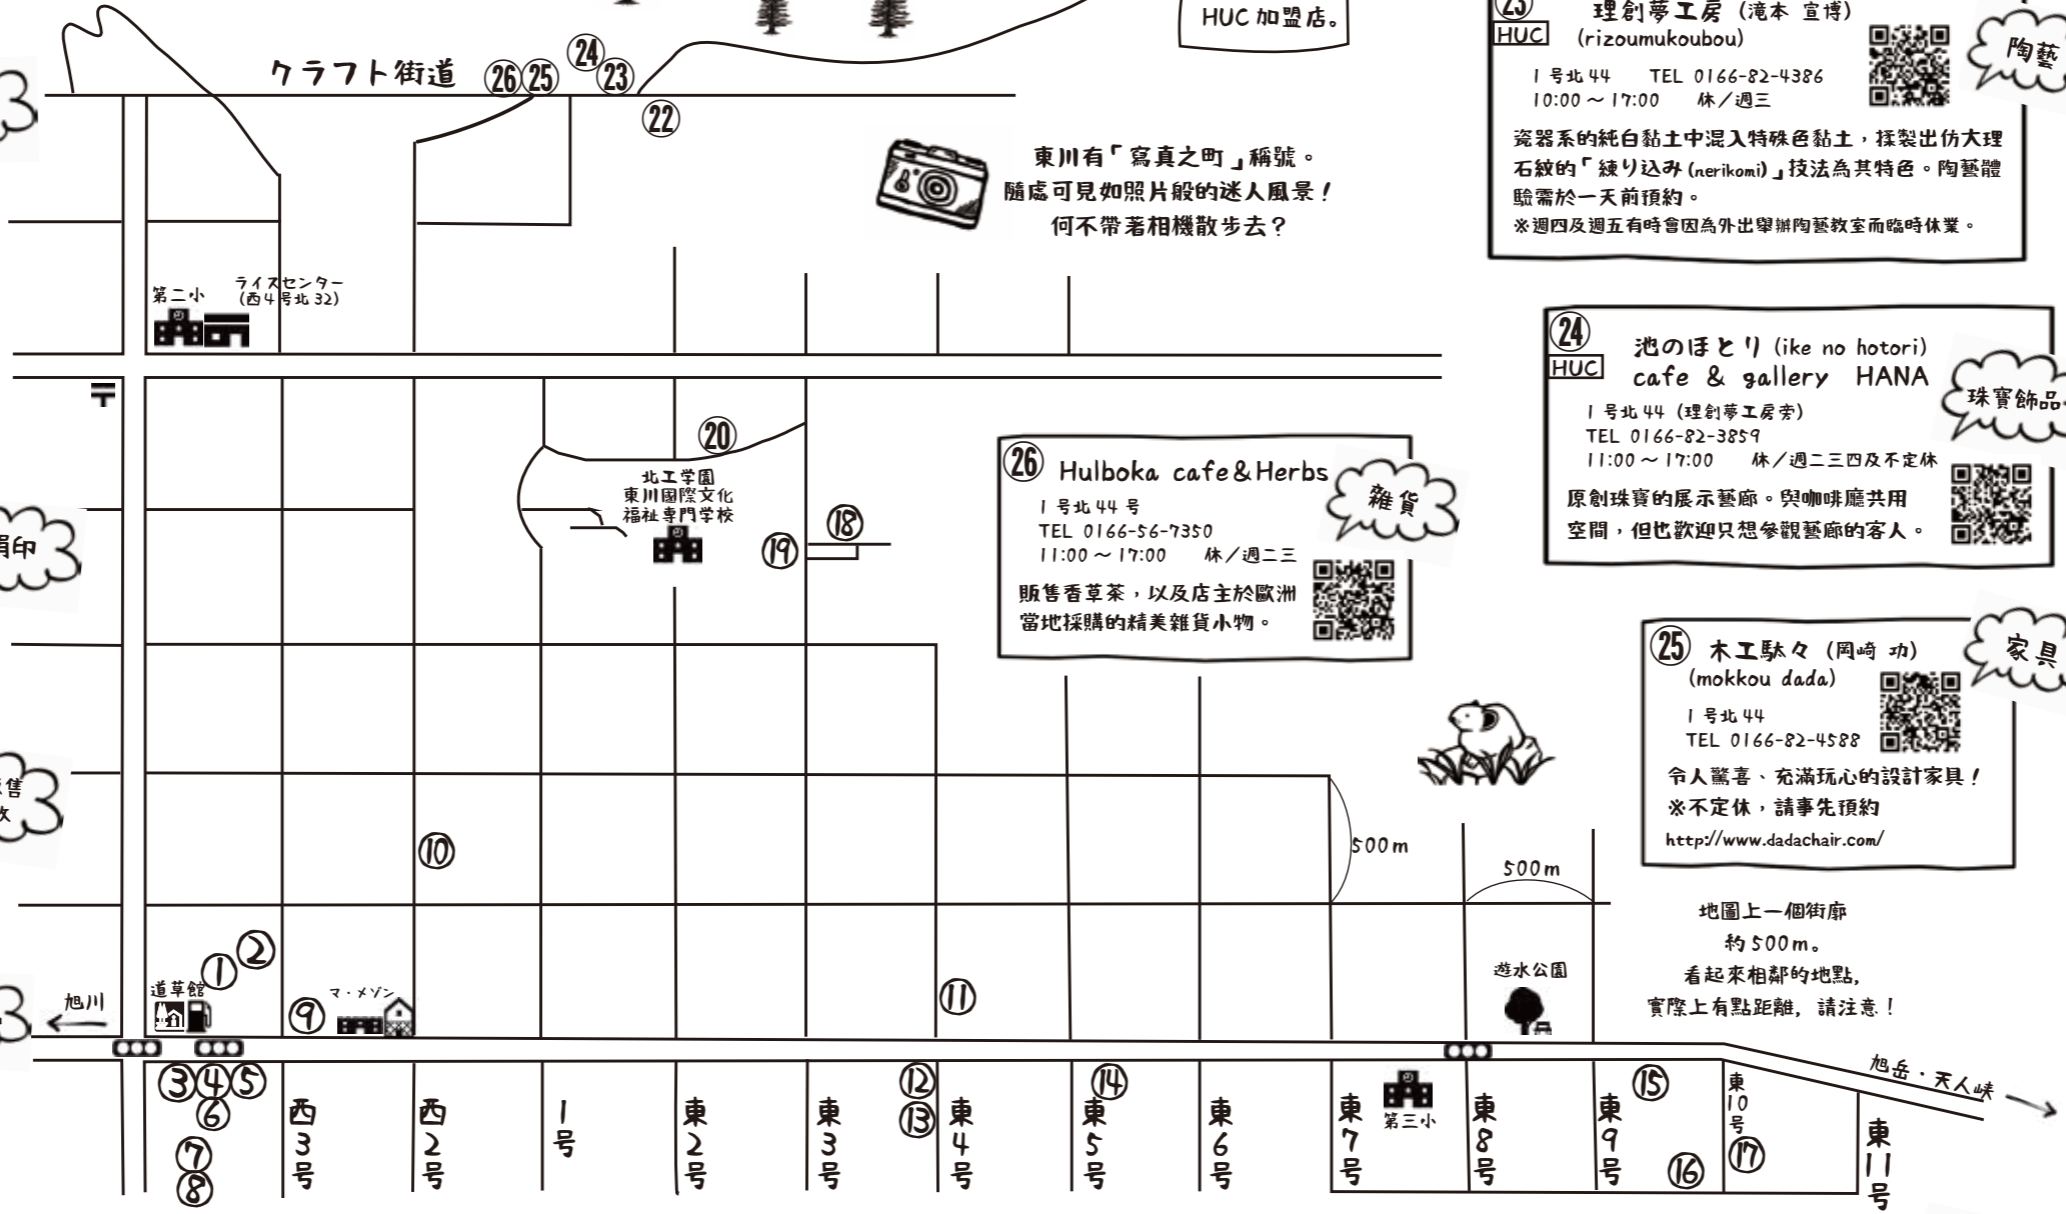 HUC 加盟店。
クラフト街道
26
25
24
23
22
東川有「寫真之町」稱號。
隨處可見如照片般的迷人風景！
何不帶著相機散步去？
23
HUC
理創夢工房（滝本 宣博）
(rizoumukoubou)
1号北44 TEL 0166-82-4386
10:00～17:00 休／週三
瓷器系的純白黏土中混入特殊色黏土，揉製出仿大理
石紋的「練り込み(nerikomi)」技法為其特色。陶藝體
驗需於一天前預約。
※週四及週五有時會因為外出舉辦陶藝教室而臨時休業。
陶藝
第二小
ライスセンター
(西4号北32)
〒
24
HUC
池のほとり(ike no hotori)
cafe & gallery HANA
1号北44（理創夢工房旁）
TEL 0166-82-3859
11:00～17:00 休／週二三四及不定休
原創珠寶的展示藝廊。與咖啡廳共用
空間，但也歡迎只想參觀藝廊的客人。
珠寶飾品
20
北工学園
東川國際文化
福祉専門学校
18
19
26
Hulboka cafe&Herbs
1号北44号
TEL 0166-56-7350
11:00～17:00 休／週二三
販售香草茶，以及店主於歐洲
當地採購的精美雜貨小物。
雜貨
絹印
25
木工駄々（岡崎 功）
(mokkou dada)
1号北44
TEL 0166-82-4588
令人驚喜、充滿玩心的設計家具！
※不定休，請事先預約
http://www.dadachair.com/
家具
售
10
500m
500m
地圖上一個街廓
約500m。
看起來相鄰的地點，
實際上有點距離，請注意！
旭川
道草館
1
2
9
マ・メゾン
11
遊水公園
3
4
5
6
7
8
西3号
西2号
1号
東2号
東3号
12
13
東4号
14
東5号
東6号
東7号
第三小
東8号
東9号
15
16
東10号
17
東11号
旭岳・天人峡